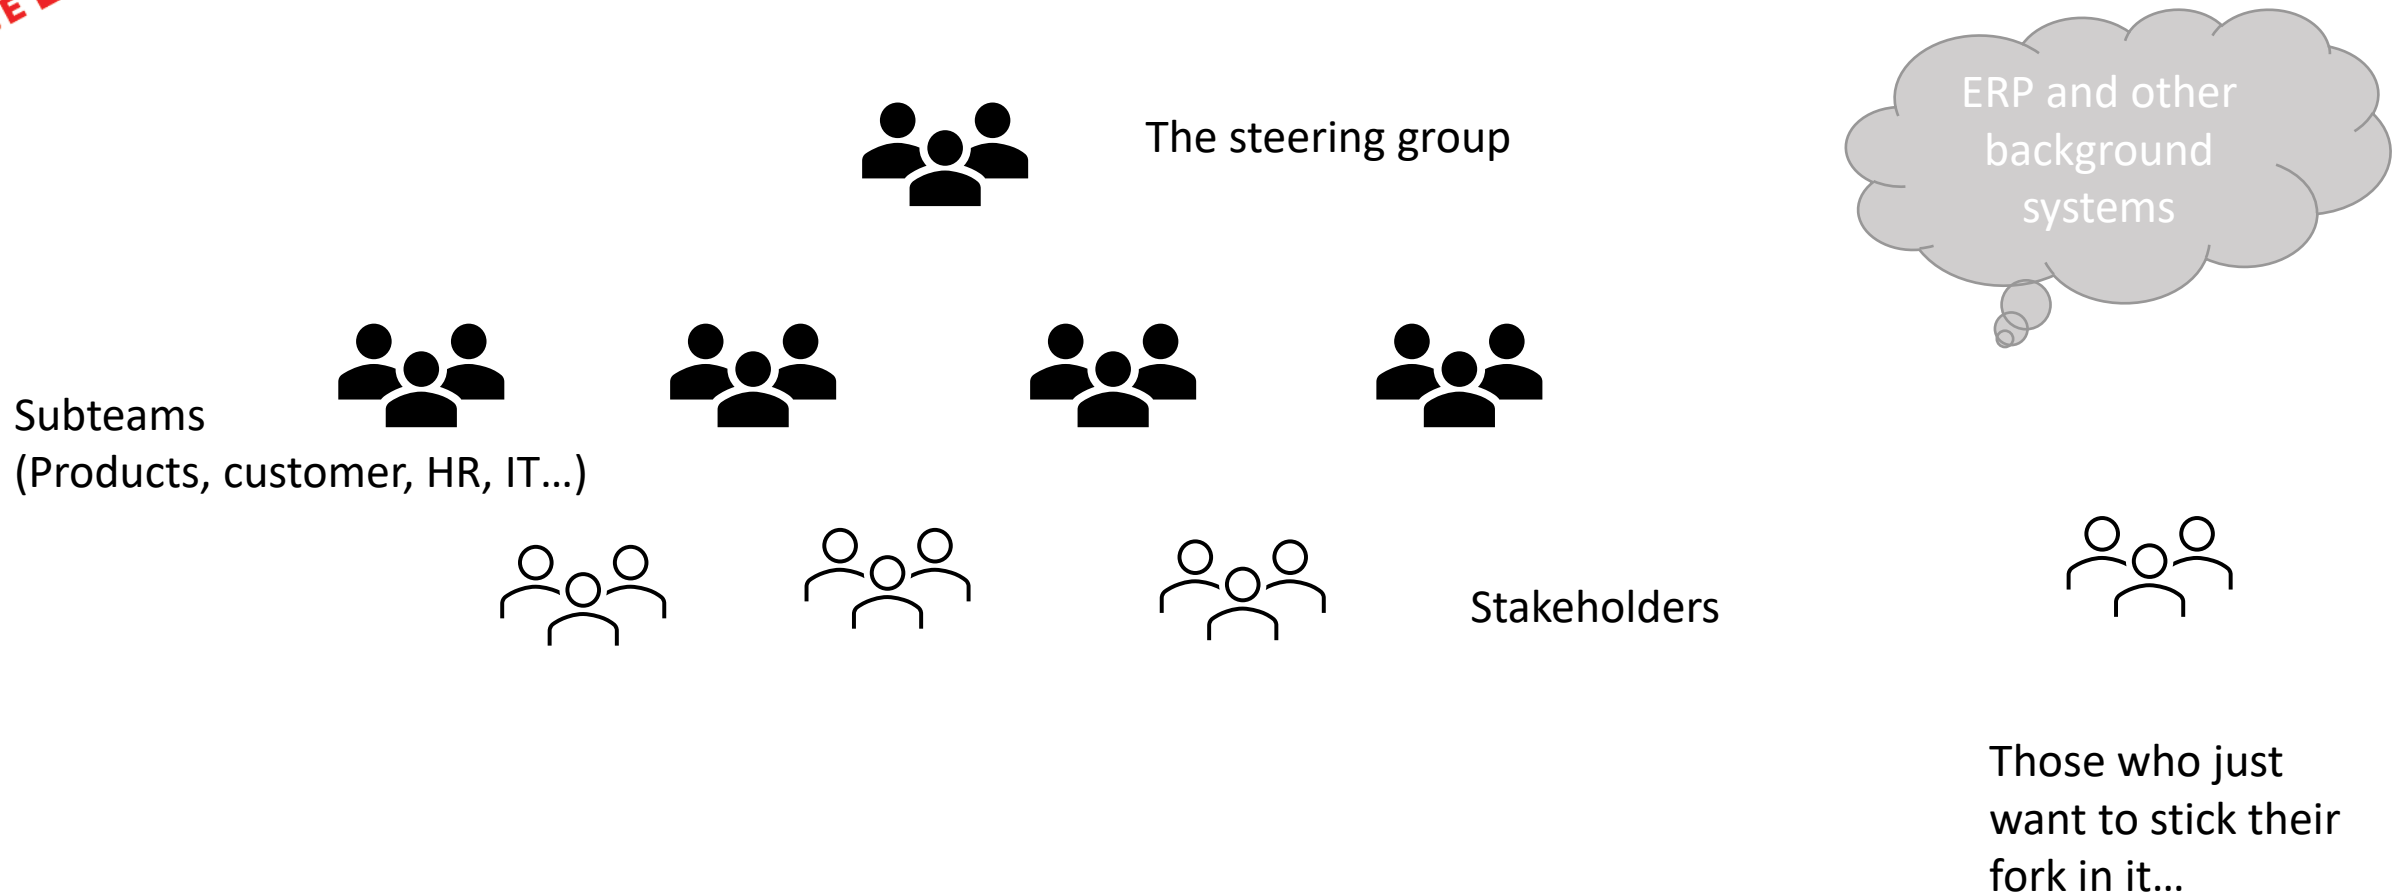 The steering group
ERP and other
background
systems
Subteams
(Products, customer, HR, IT...)
Stakeholders
Those who just
want to stick their
fork in it...